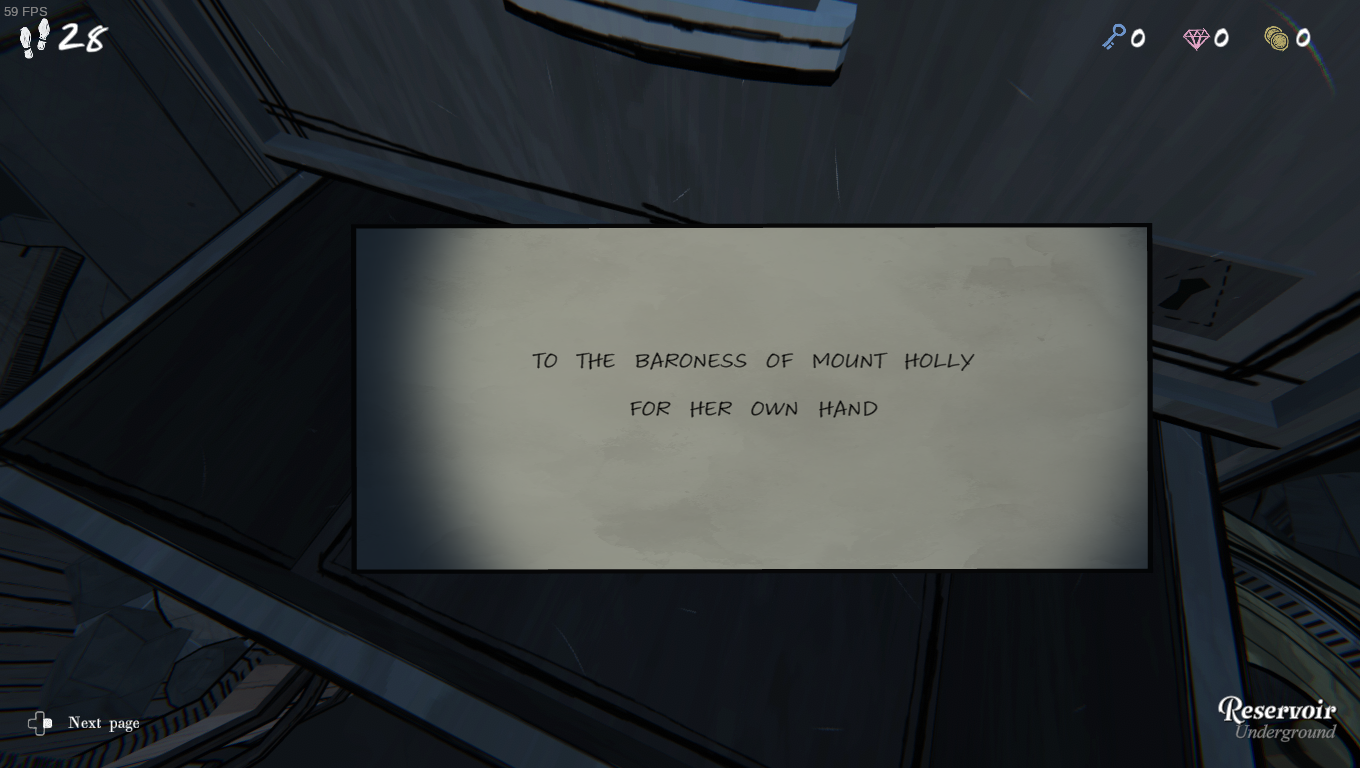 59 FPS
28
0
0
0
TO THE BARONESS OF MOUNT HOLLY
FOR HER OWN HAND
Next page
Reservoir
Underground